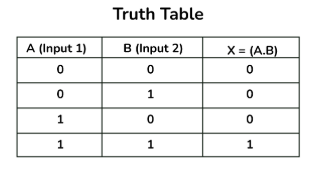 Truth Table
A (Input 1) B (Input 2) X = (A.B)
0 0 0
0 1 0
1 0 0
1 1 1